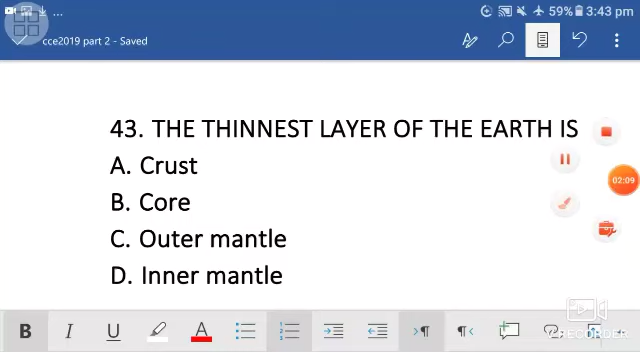 59% 3:43 pm
cce2019 part 2 - Saved
43. THE THINNEST LAYER OF THE EARTH IS
A. Crust
B. Core
C. Outer mantle
D. Inner mantle
02:09
B I U A
RECORDER